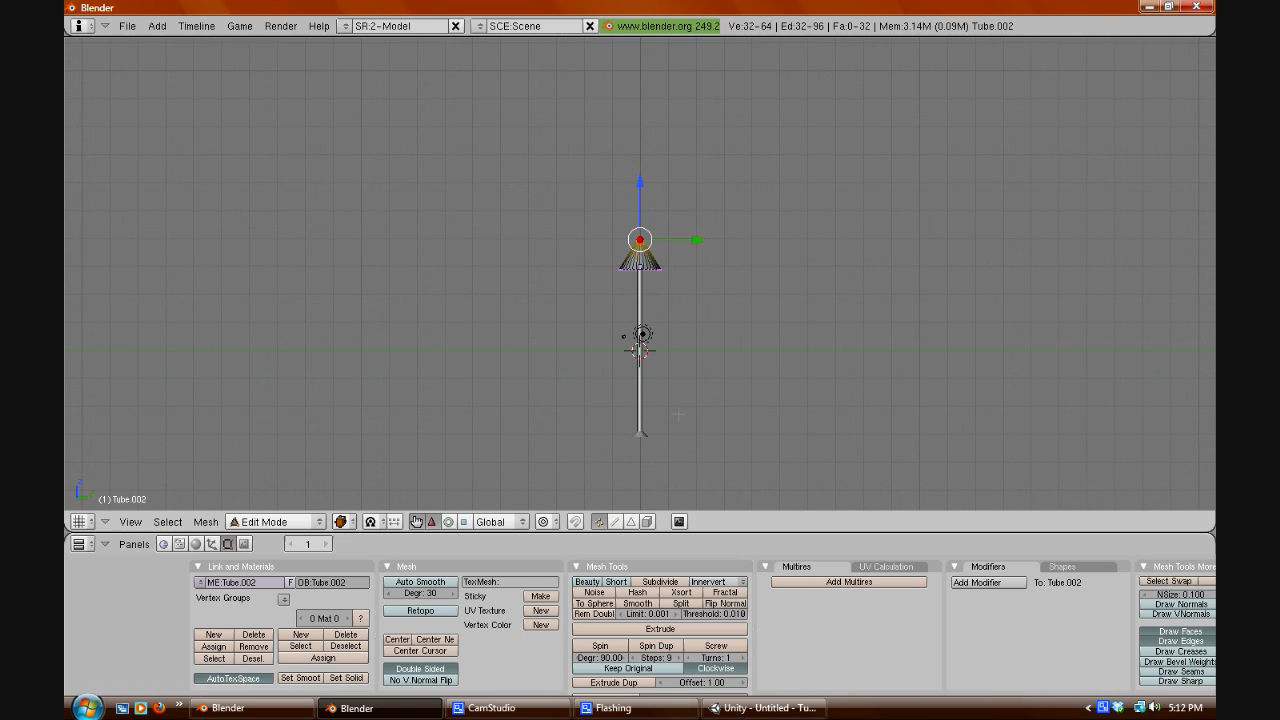 Blender
File Add Timeline Game Render Help SR:2-Model SCE:Scene www.blender.org 249.2 Ve:32-64 | Ed:32-96 | Fa:0-32 | Mem:3.14M (0.09M) Tube.002
(1) Tube.002
View Select Mesh Edit Mode Global
Panels 1
Link and Materials Mesh Mesh Tools Multires UV Calculation Modifiers Shapes Mesh Tools More
ME:Tube.002 F OB:Tube.002 Auto Smooth TexMesh: Beauty Short Subdivide Innervert Add Multires Add Modifier To: Tube.002 Select Swap
Degr: 30 Sticky Make Noise Hash Xsort Fractal NSize: 0.100
Vertex Groups To Sphere Smooth Split Flip Normal Draw Normals
Retopo UV Texture New Rem Doubl Limit: 0.001 Threshold: 0.010 Draw VNormals
0 Mat 0 ? Vertex Color New Extrude
New Delete New Delete Center Center Ne Spin Spin Dup Screw Draw Faces
Assign Remove Select Deselect Center Cursor Degr: 90.00 Steps: 9 Turns: 1 Draw Edges
Select Desel. Assign Double Sided Keep Original Clockwise Draw Creases
Draw Bevel Weights
AutoTexSpace Set Smoot Set Solid No V.Normal Flip Extrude Dup Offset: 1.00 Draw Seams
Draw Sharp
Blender Blender CamStudio Flashing Unity - Untitled - Tu... 5:12 PM